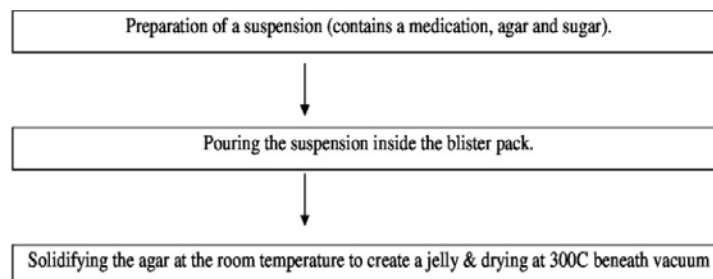 Preparation of a suspension (contains a medication, agar and sugar).
Pouring the suspension inside the blister pack.
Solidifying the agar at the room temperature to create a jelly & drying at 300C beneath vacuum